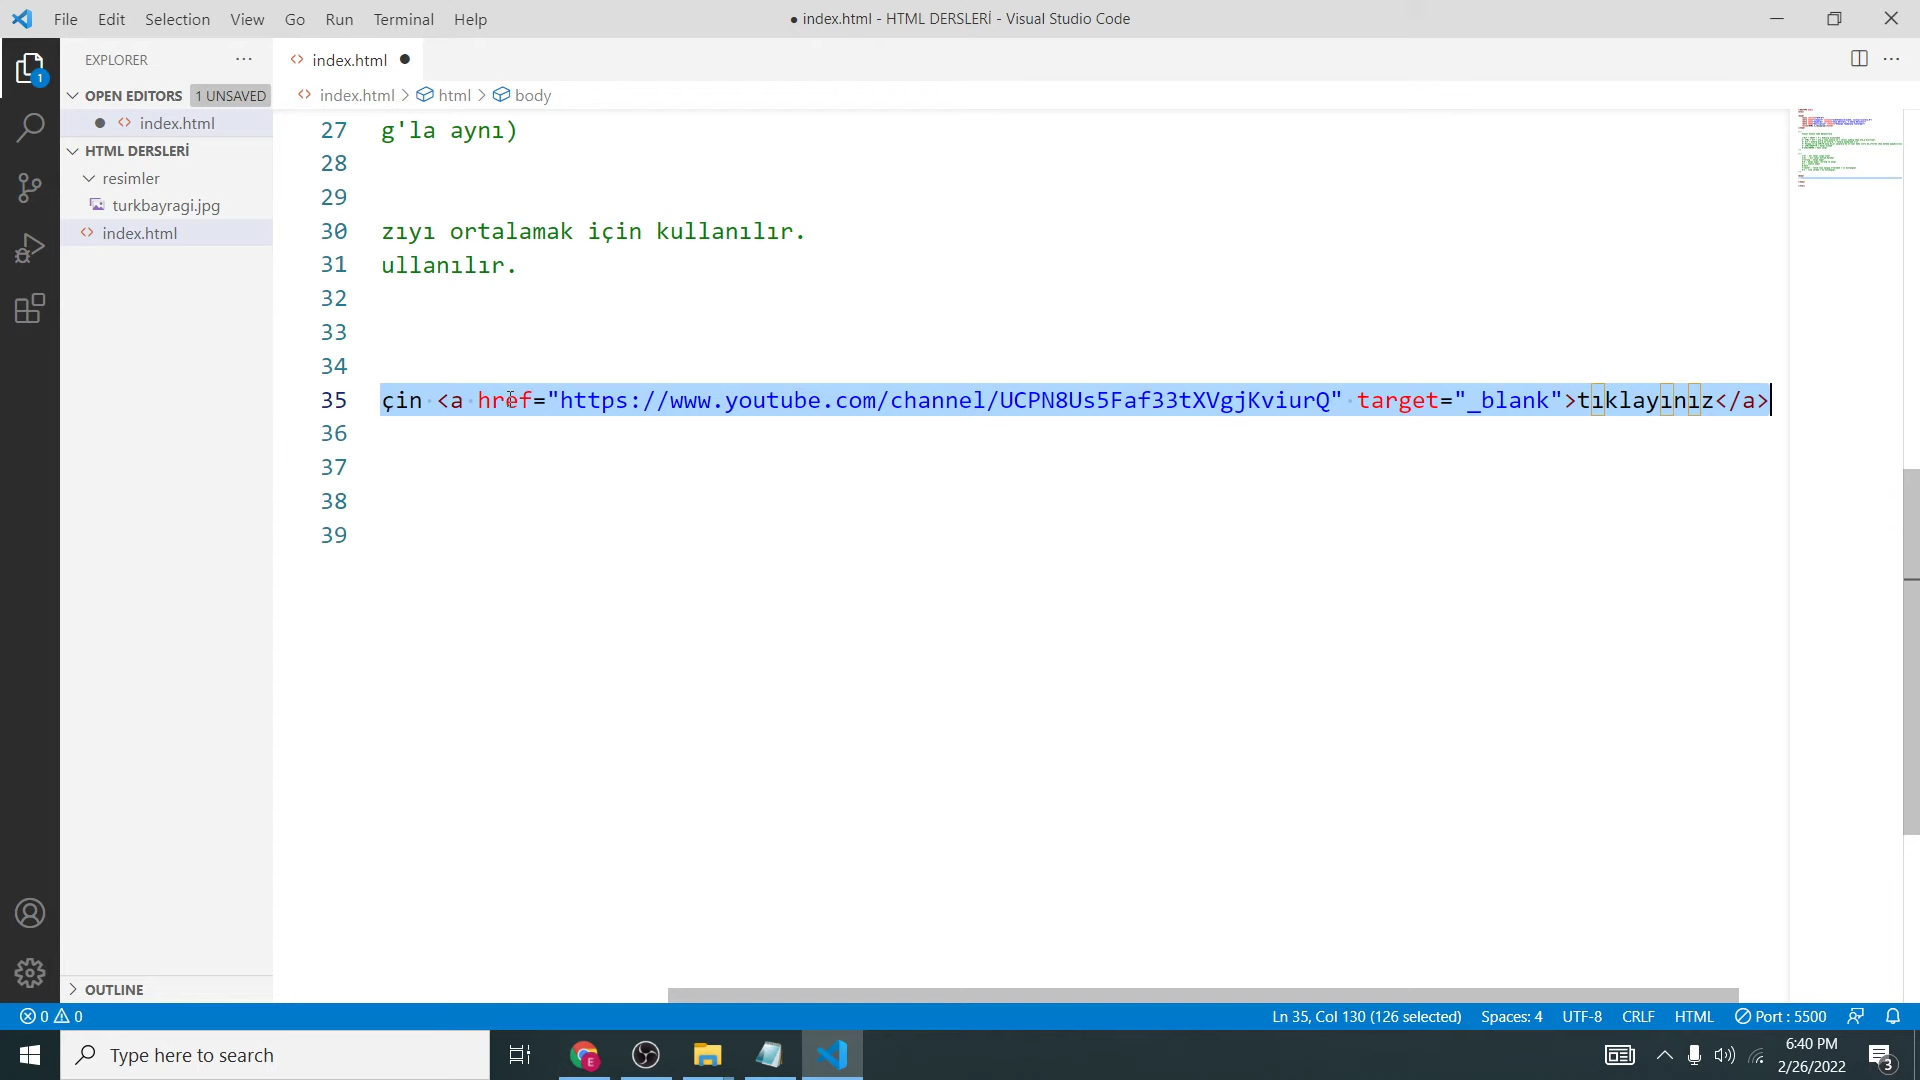 File Edit Selection View Go Run Terminal Help
● index.html - HTML DERSLERİ - Visual Studio Code
EXPLORER
index.html
1
OPEN EDITORS 1 UNSAVED
index.html > html > body
index.html
HTML DERSLERİ
resimler
turkbayragi.jpg
index.html
27 g'la aynı)
28
29
30 zıyı ortalamak için kullanılır.
31 ullanılır.
32
33
34
35 çin <a href="https://www.youtube.com/channel/UCPN8Us5Faf33tXVgjKviurQ" target="_blank">tıklayınız</a>
36
37
38
39
OUTLINE
0 0
Ln 35, Col 130 (126 selected) Spaces: 4 UTF-8 CRLF HTML Port : 5500
Type here to search
6:40 PM
2/26/2022
3